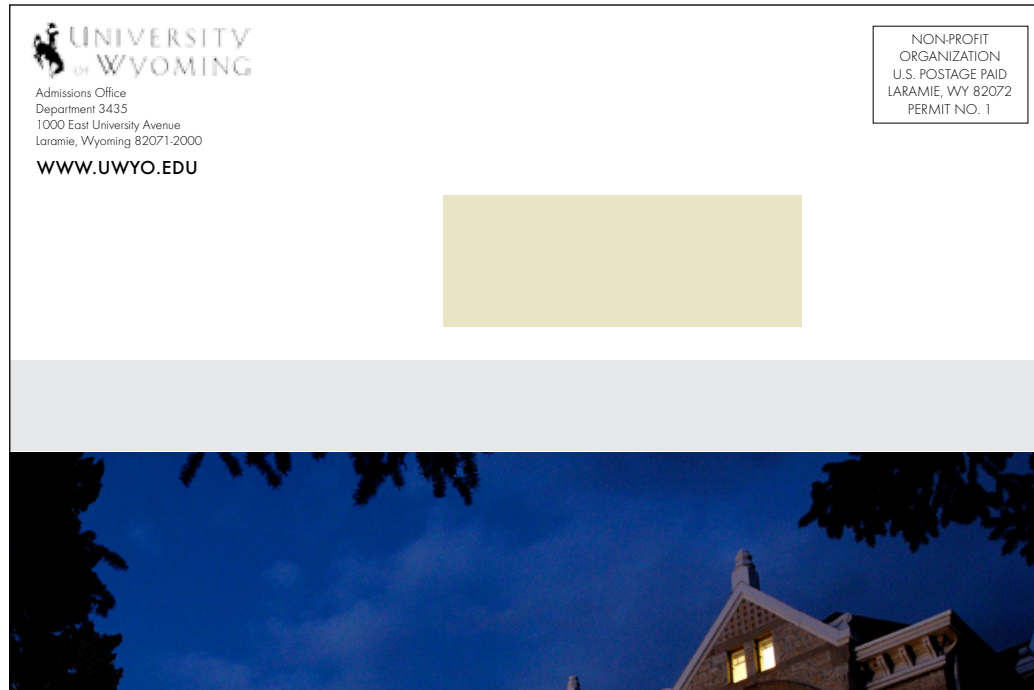 UNIVERSITY
OF WYOMING
Admissions Office
Department 3435
1000 East University Avenue
Laramie, Wyoming 82071-2000
WWW.UWYO.EDU
NON-PROFIT
ORGANIZATION
U.S. POSTAGE PAID
LARAMIE, WY 82072
PERMIT NO. 1